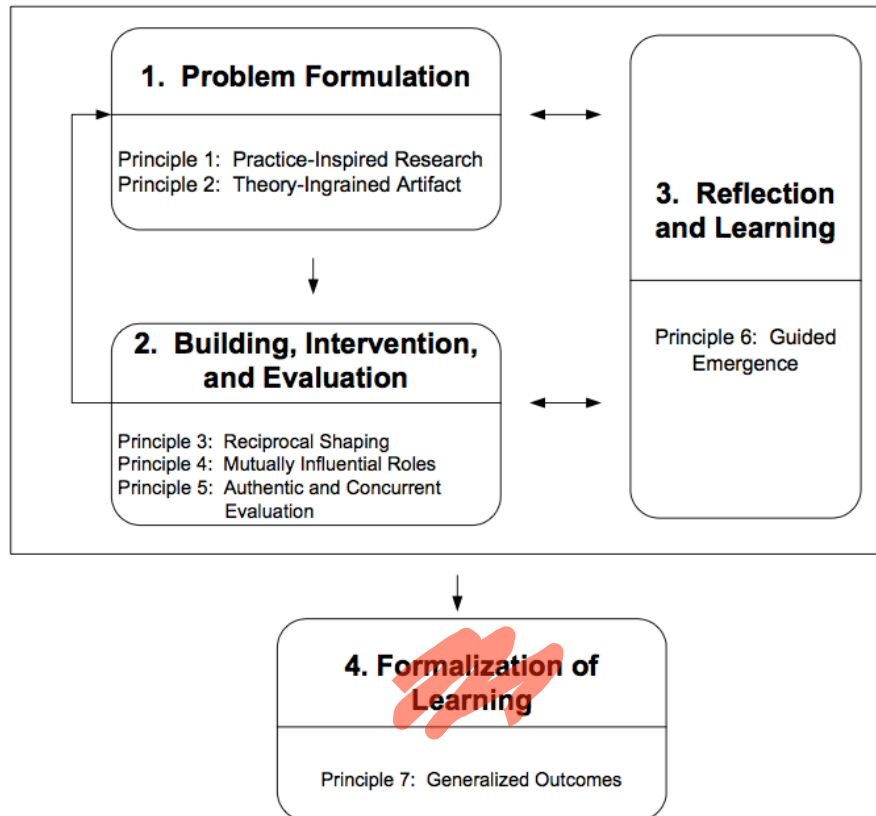 1. Problem Formulation
Principle 1: Practice-Inspired Research
Principle 2: Theory-Ingrained Artifact
2. Building, Intervention,
and Evaluation
Principle 3: Reciprocal Shaping
Principle 4: Mutually Influential Roles
Principle 5: Authentic and Concurrent
Evaluation
3. Reflection
and Learning
Principle 6: Guided
Emergence
4. Formalization of
Learning
Principle 7: Generalized Outcomes